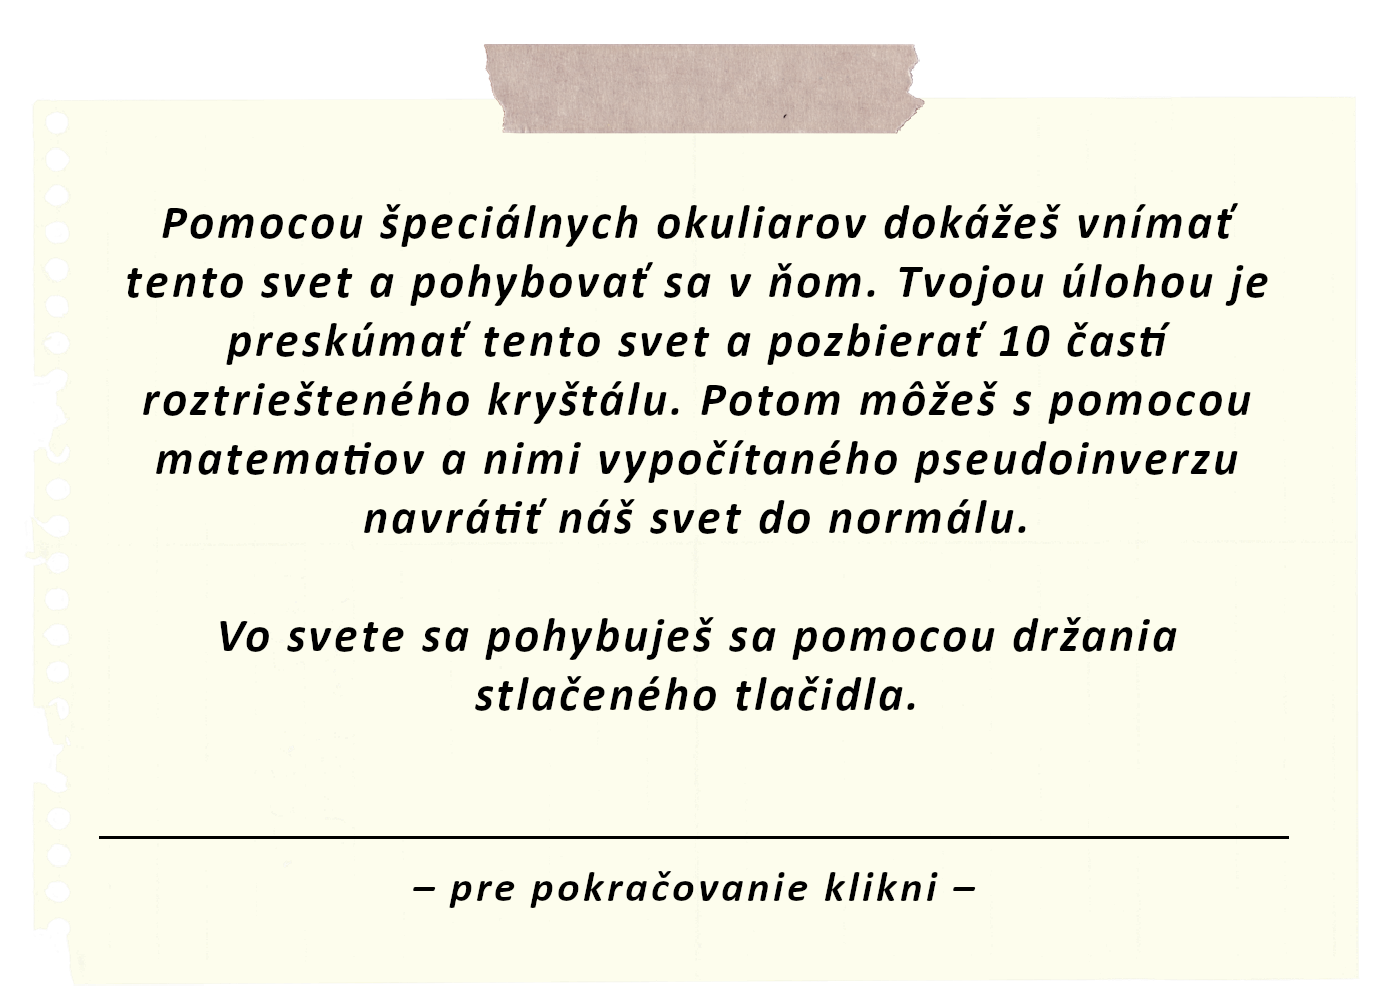 Pomocou špeciálnych okuliarov dokážeš vnímať
tento svet a pohybovať sa v ňom. Tvojou úlohou je
preskúmať tento svet a pozbierať 10 častí
roztriešteného kryštálu. Potom môžeš s pomocou
matematiov a nimi vypočítaného pseudoinverzu
navrátiť náš svet do normálu.
Vo svete sa pohybuješ sa pomocou držania
stlačeného tlačidla.
– pre pokračovanie klikni –